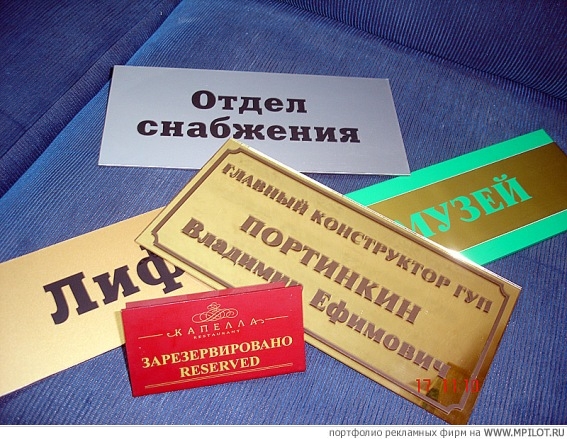 Отдел
снабжения
МУЗЕЙ
ГЛАВНЫЙ КОНСТРУКТОР ГУП
ПОРТИНКИН
Владимир Ефимович
Лиф
КАПЕЛЛА
RESTAURANT
ЗАРЕЗЕРВИРОВАНО
RESERVED
портфолио рекламных фирм на WWW.MPILOT.RU